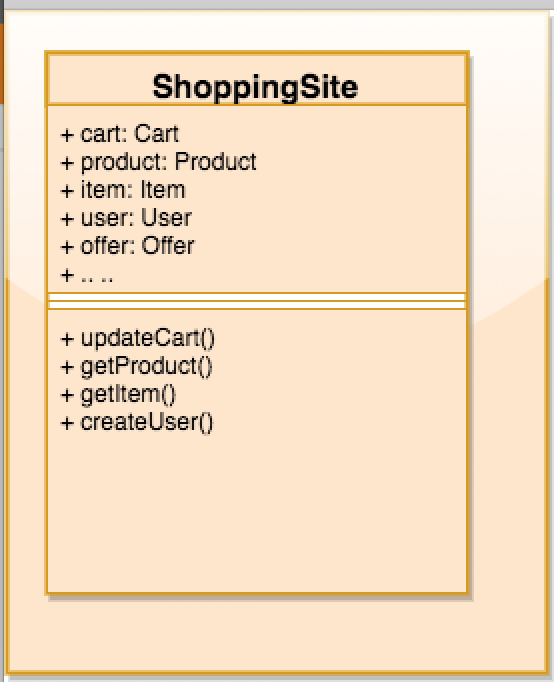 ShoppingSite
+ cart: Cart
+ product: Product
+ item: Item
+ user: User
+ offer: Offer
+ .. ..
+ updateCart()
+ getProduct()
+ getItem()
+ createUser()